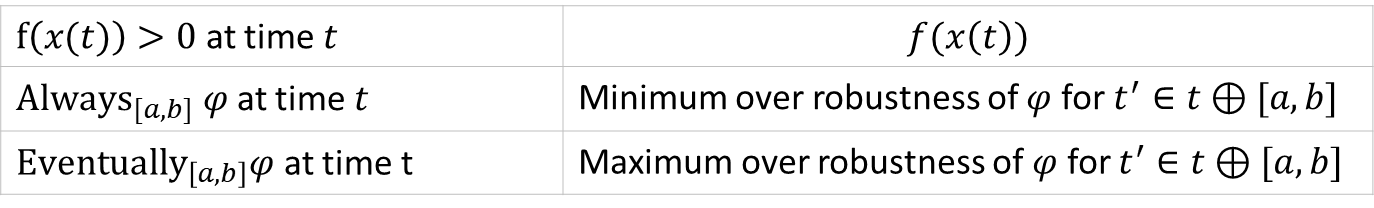 f(x(t)) > 0 at time t
f(x(t))
Always[a,b] φ at time t
Minimum over robustness of φ for t′ ∈ t ⊕ [a, b]
Eventually[a,b]φ at time t
Maximum over robustness of φ for t′ ∈ t ⊕ [a, b]